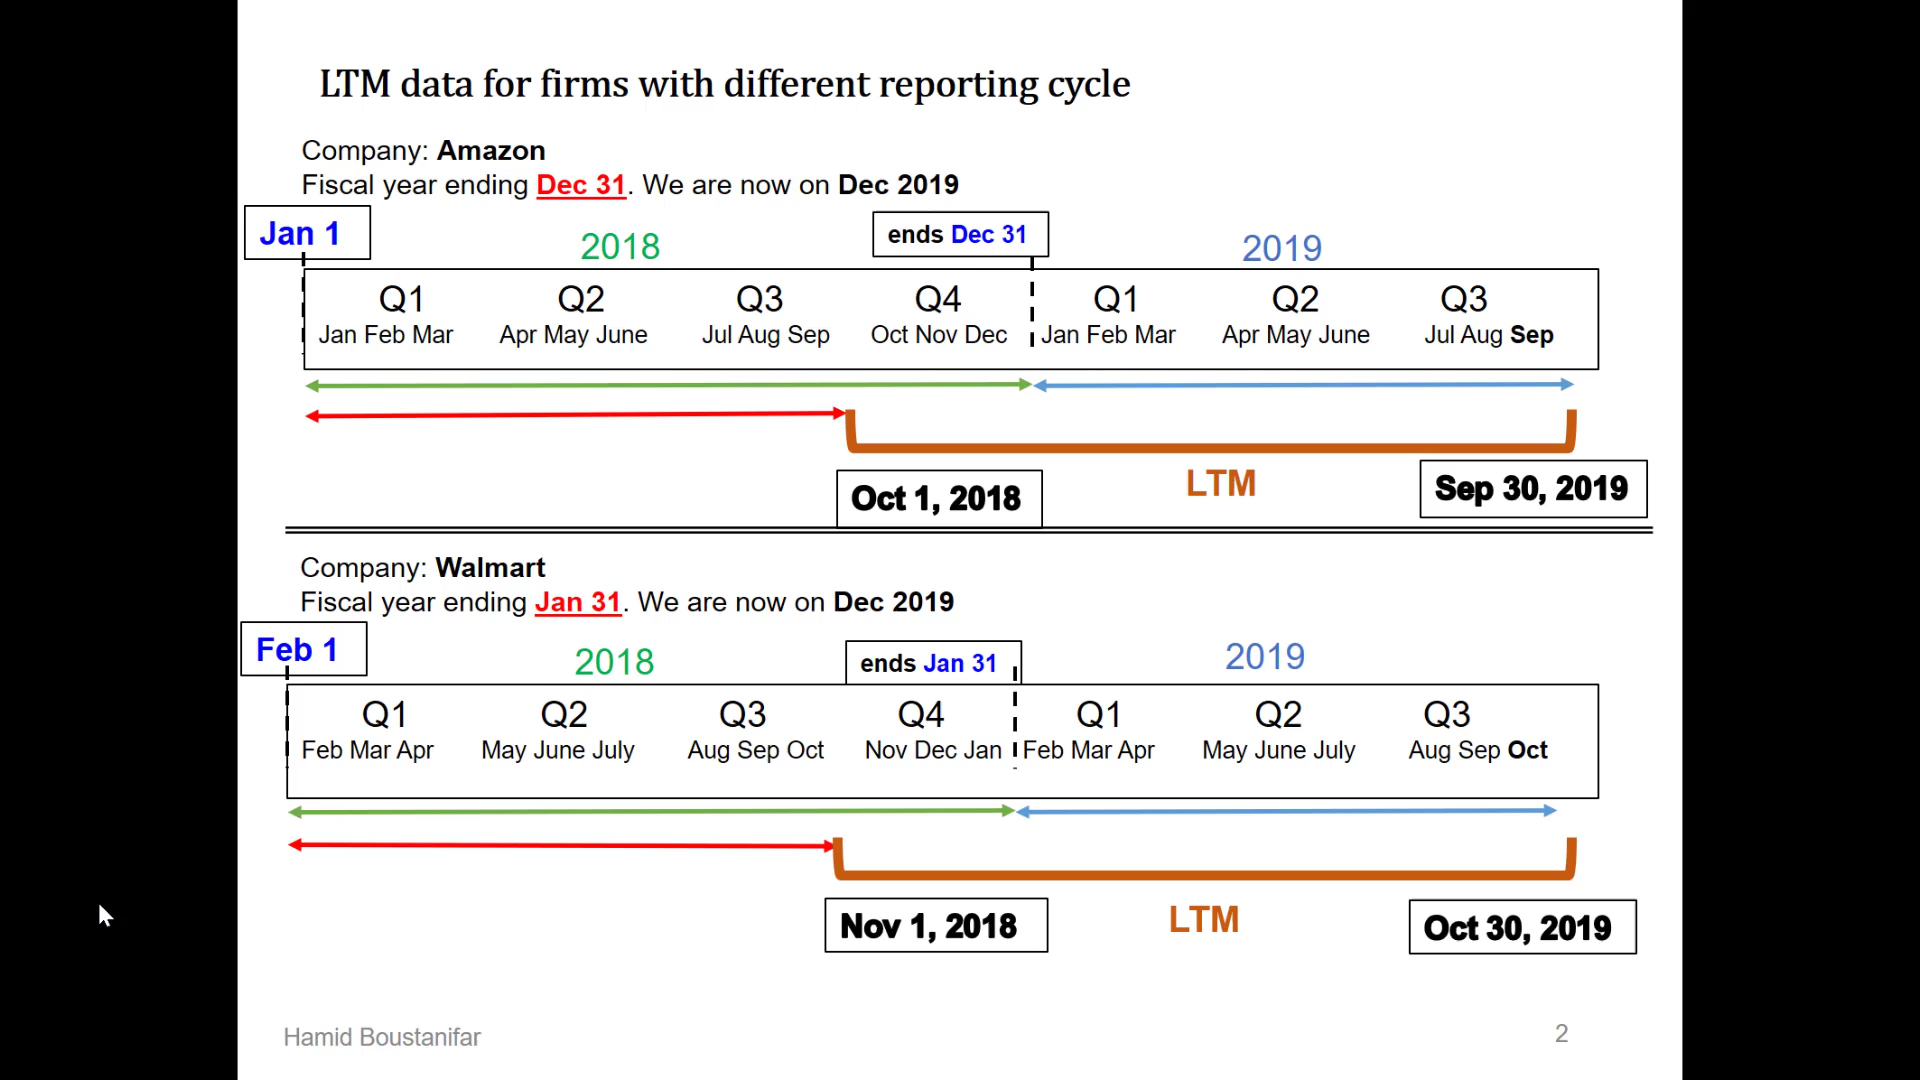 LTM data for firms with different reporting cycle
Company: Amazon
Fiscal year ending Dec 31. We are now on Dec 2019
Jan 1
2018
ends Dec 31
2019
Q1 Q2 Q3 Q4 Q1 Q2 Q3
Jan Feb Mar Apr May June Jul Aug Sep Oct Nov Dec Jan Feb Mar Apr May June Jul Aug Sep
LTM
Oct 1, 2018
Sep 30, 2019
Company: Walmart
Fiscal year ending Jan 31. We are now on Dec 2019
Feb 1
2018
ends Jan 31
2019
Q1 Q2 Q3 Q4 Q1 Q2 Q3
Feb Mar Apr May June July Aug Sep Oct Nov Dec Jan Feb Mar Apr May June July Aug Sep Oct
Nov 1, 2018
LTM
Oct 30, 2019
Hamid Boustanifar
2